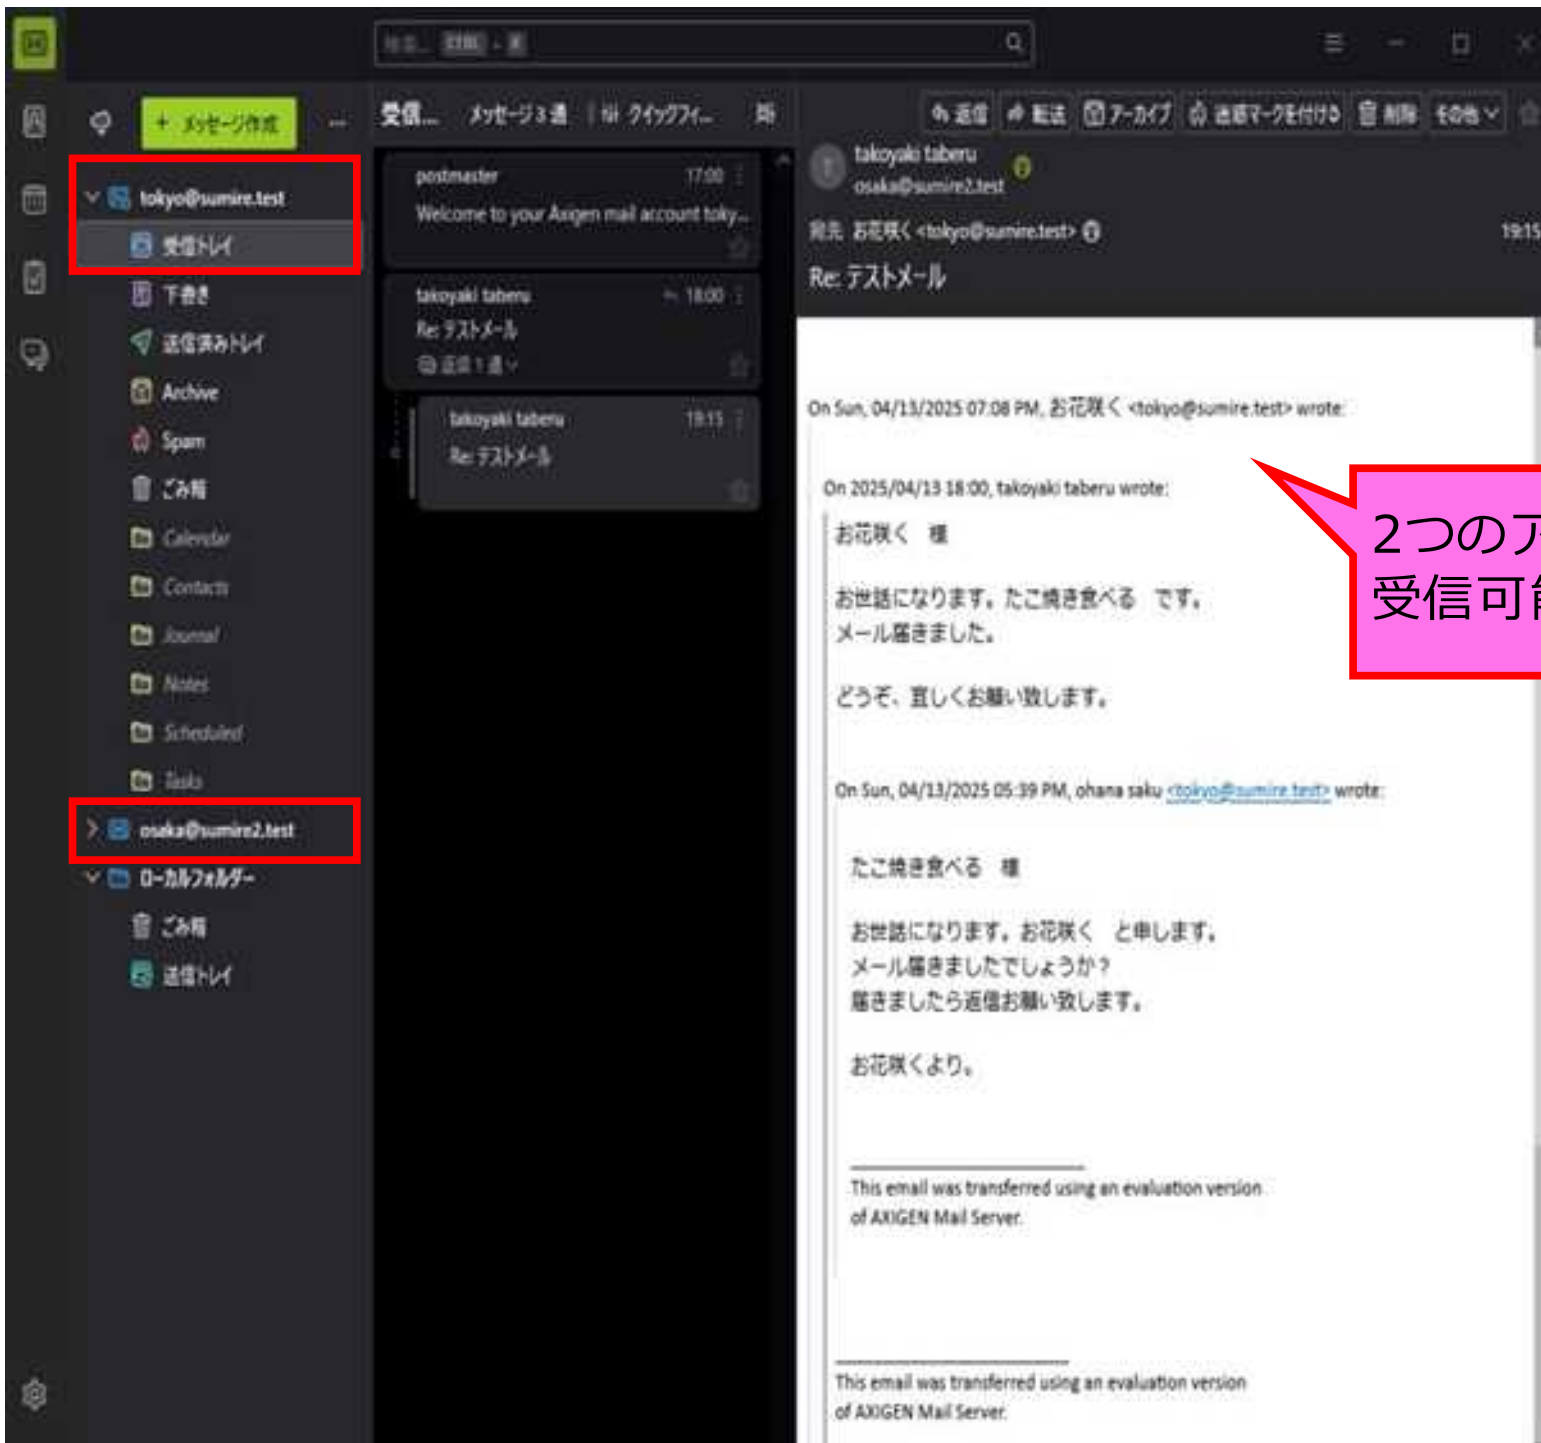 検索... CTRL + K
+ メッセージ作成
tokyo@sumire.test
受信トレイ
下書き
送信済みトレイ
Archive
Spam
ごみ箱
Calendar
Contacts
Journal
Notes
Scheduled
Tasks
osaka@sumire2.test
ローカルフォルダー
ごみ箱
送信トレイ
受信... メッセージ3通 クイックフィ...
postmaster 17:00
Welcome to your Axigen mail account toky...
takoyaki taberu 18:00
Re: テストメール
返信1通
takoyaki taberu 19:15
Re: テストメール
返信 転送 アーカイブ 迷惑マークを付ける 削除 その他
takoyaki taberu
osaka@sumire2.test
宛先 お花咲く <tokyo@sumire.test> 19:15
Re: テストメール
On Sun, 04/13/2025 07:08 PM, お花咲く <tokyo@sumire.test> wrote:
On 2025/04/13 18:00, takoyaki taberu wrote:
お花咲く 様
お世話になります。たこ焼き食べる です。
メール届きました。
どうぞ、宜しくお願い致します。
On Sun, 04/13/2025 05:39 PM, ohana saku <tokyo@sumire.test> wrote:
たこ焼き食べる 様
お世話になります。お花咲く と申します。
メール届きましたでしょうか?
届きましたら返信お願い致します。
お花咲くより。
This email was transferred using an evaluation version
of AXIGEN Mail Server.
This email was transferred using an evaluation version
of AXIGEN Mail Server.
2つのア
受信可